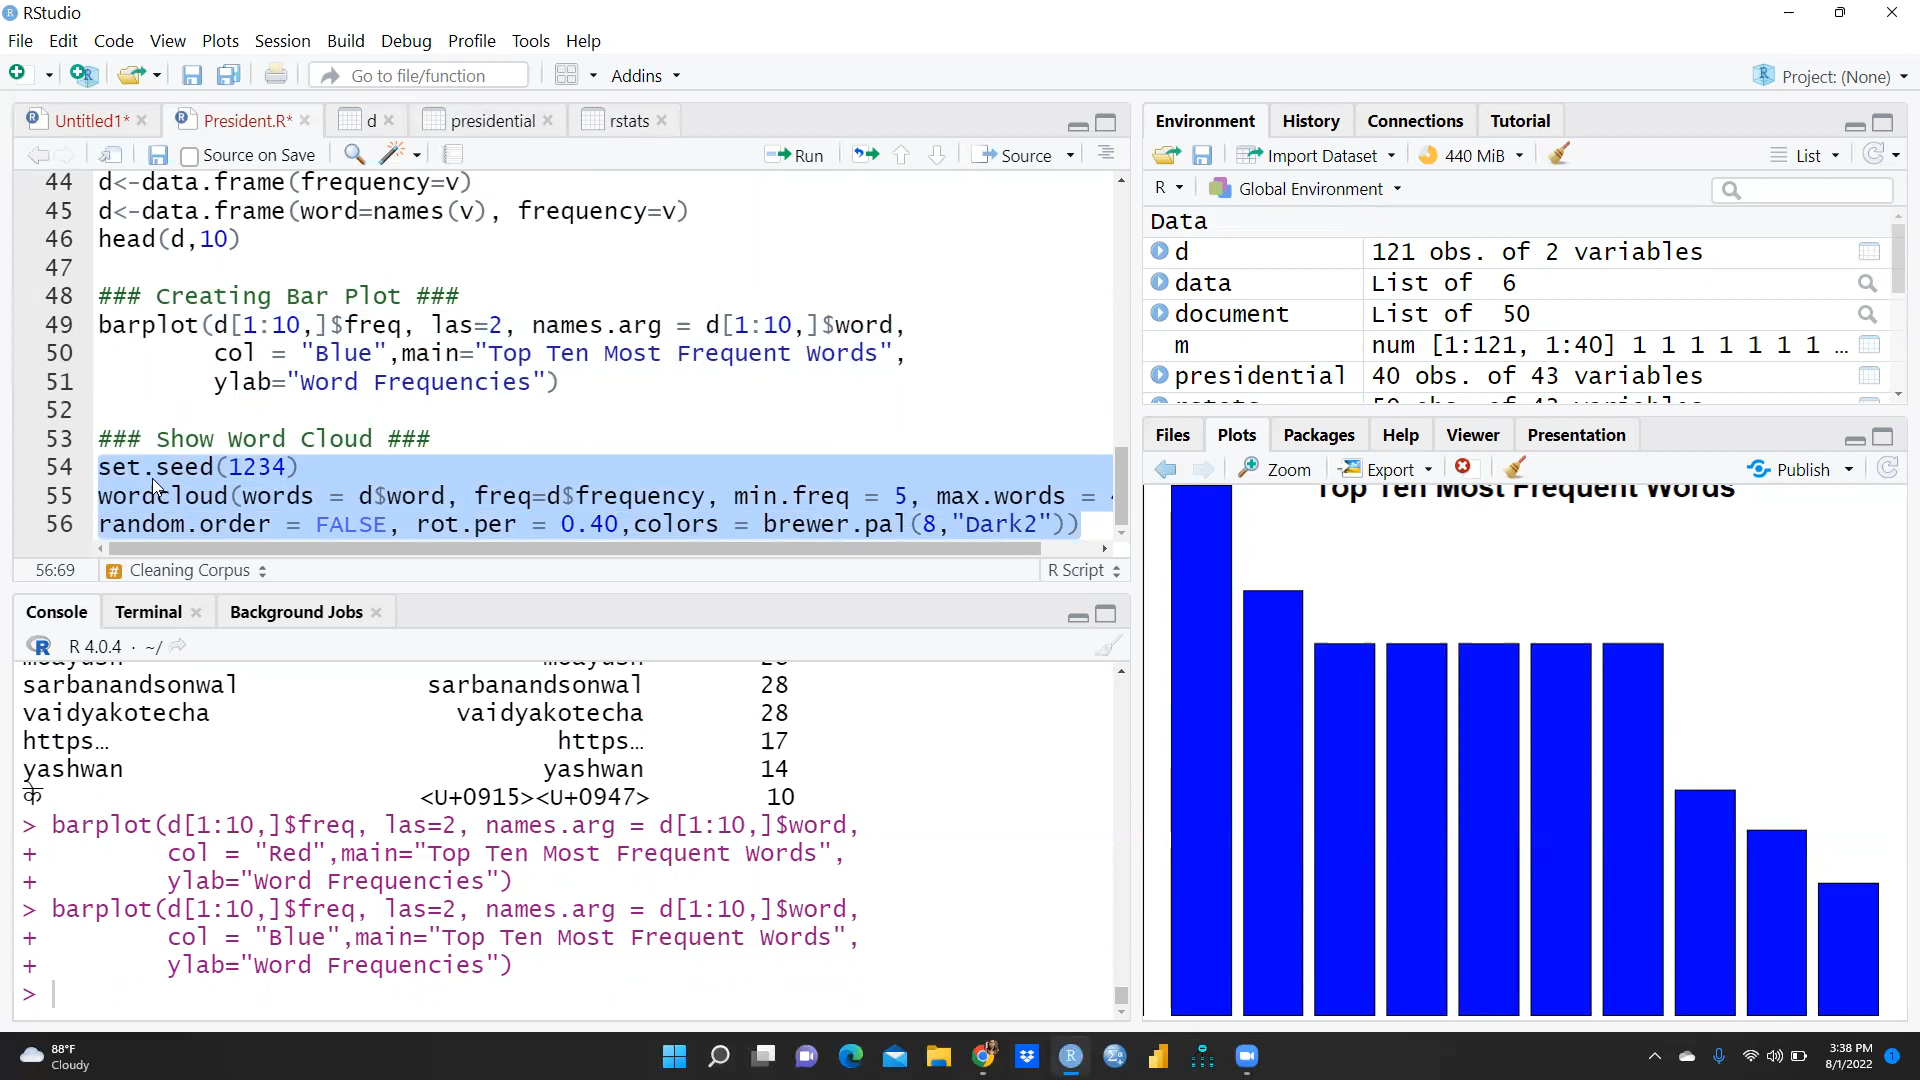 RStudio
File Edit Code View Plots Session Build Debug Profile Tools Help
Go to file/function Addins Project: (None)
Untitled1* President.R* d presidential rstats
Source on Save Run Source
44 d<-data.frame(frequency=v)
45 d<-data.frame(word=names(v), frequency=v)
46 head(d,10)
47
48 ### Creating Bar Plot ###
49 barplot(d[1:10,]$freq, las=2, names.arg = d[1:10,]$word,
50 col = "Blue",main="Top Ten Most Frequent Words",
51 ylab="Word Frequencies")
52
53 ### Show Word Cloud ###
54 set.seed(1234)
55 wordcloud(words = d$word, freq=d$frequency, min.freq = 5, max.words =
56 random.order = FALSE, rot.per = 0.40,colors = brewer.pal(8,"Dark2"))
56:69 Cleaning Corpus R Script
Console Terminal Background Jobs
R 4.0.4 · ~/
sarbanandsonwal sarbanandsonwal 28
vaidyakotecha vaidyakotecha 28
https… https… 17
yashwan yashwan 14
के <U+0915><U+0947> 10
> barplot(d[1:10,]$freq, las=2, names.arg = d[1:10,]$word,
+ col = "Red",main="Top Ten Most Frequent Words",
+ ylab="Word Frequencies")
> barplot(d[1:10,]$freq, las=2, names.arg = d[1:10,]$word,
+ col = "Blue",main="Top Ten Most Frequent Words",
+ ylab="Word Frequencies")
>
Environment History Connections Tutorial
Import Dataset 440 MiB List
R Global Environment
Data
d 121 obs. of 2 variables
data List of 6
document List of 50
m num [1:121, 1:40] 1 1 1 1 1 1 1 …
presidential 40 obs. of 43 variables
Files Plots Packages Help Viewer Presentation
Zoom Export Publish
Top Ten Most Frequent Words
88°F
Cloudy
3:38 PM
8/1/2022
1